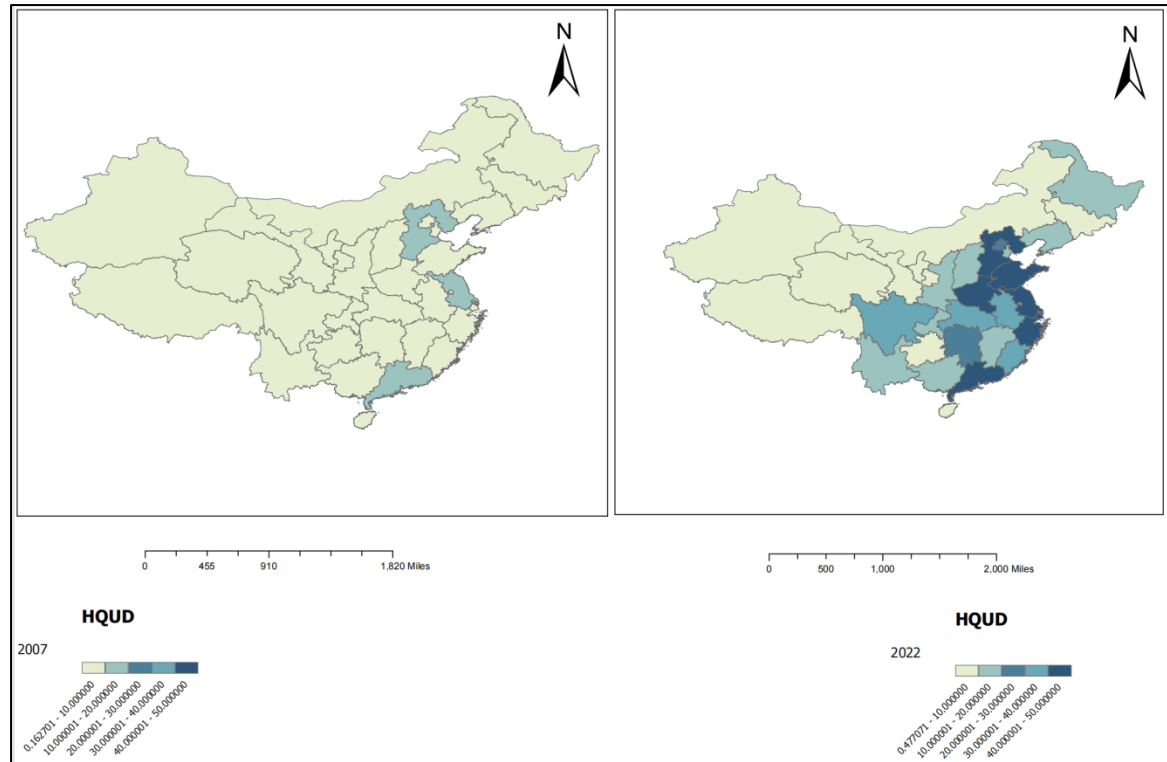 N
N
0 455 910 1,820 Miles
0 500 1,000 2,000 Miles
HQUD
2007
0.162701 - 10.000000
10.000001 - 20.000000
20.000001 - 30.000000
30.000001 - 40.000000
40.000001 - 50.000000
HQUD
2022
0.477071 - 10.000000
10.000001 - 20.000000
20.000001 - 30.000000
30.000001 - 40.000000
40.000001 - 50.000000